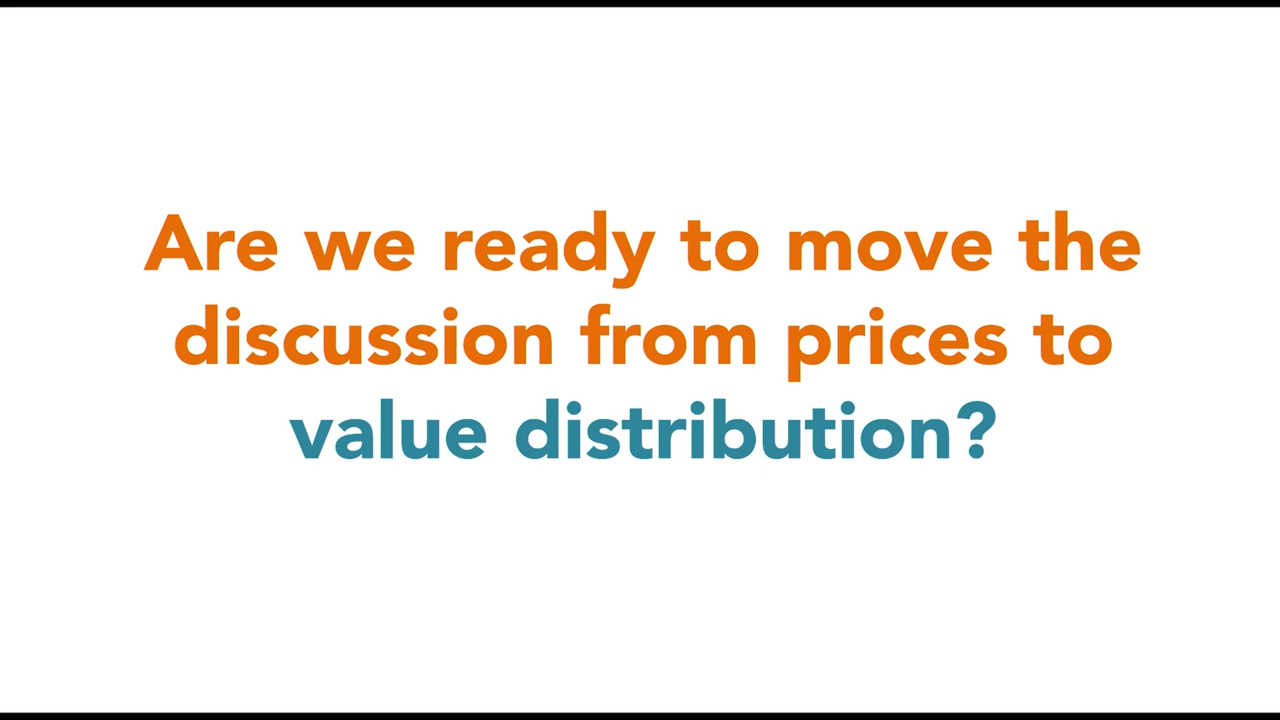 Are we ready to move the
discussion from prices to
value distribution?